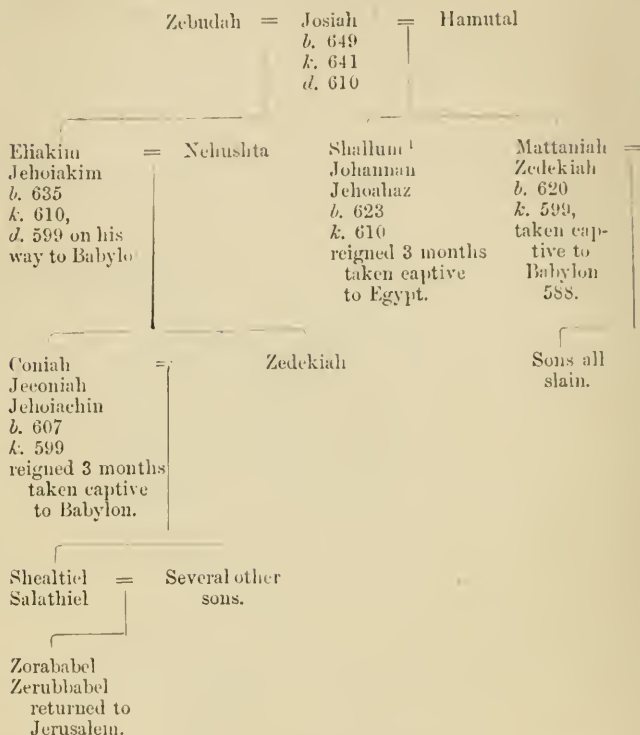 Zebudah = Josiah = Hamutal
b. 649
k. 641
d. 610
Eliakim = Nehushta
Jehoiakim
b. 635
k. 610,
d. 599 on his
way to Babylo
Shallum 1
Johannan
Jehoahaz
b. 623
k. 610
reigned 3 months
taken captive
to Egypt.
Mattaniah =
Zedekiah
b. 620
k. 599,
taken cap-
tive to
Babylon
588.
Coniah =
Jeconiah
Jehoiachin
b. 607
k. 599
reigned 3 months
taken captive
to Babylon.
Zedekiah
Sons all
slain.
Shealtiel =
Salathiel
Several other
sons.
Zorababel
Zerubbabel
returned to
Jerusalem.